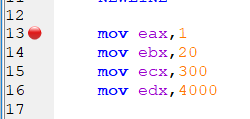 12
13 mov eax,1
14 mov ebx,20
15 mov ecx,300
16 mov edx,4000
17